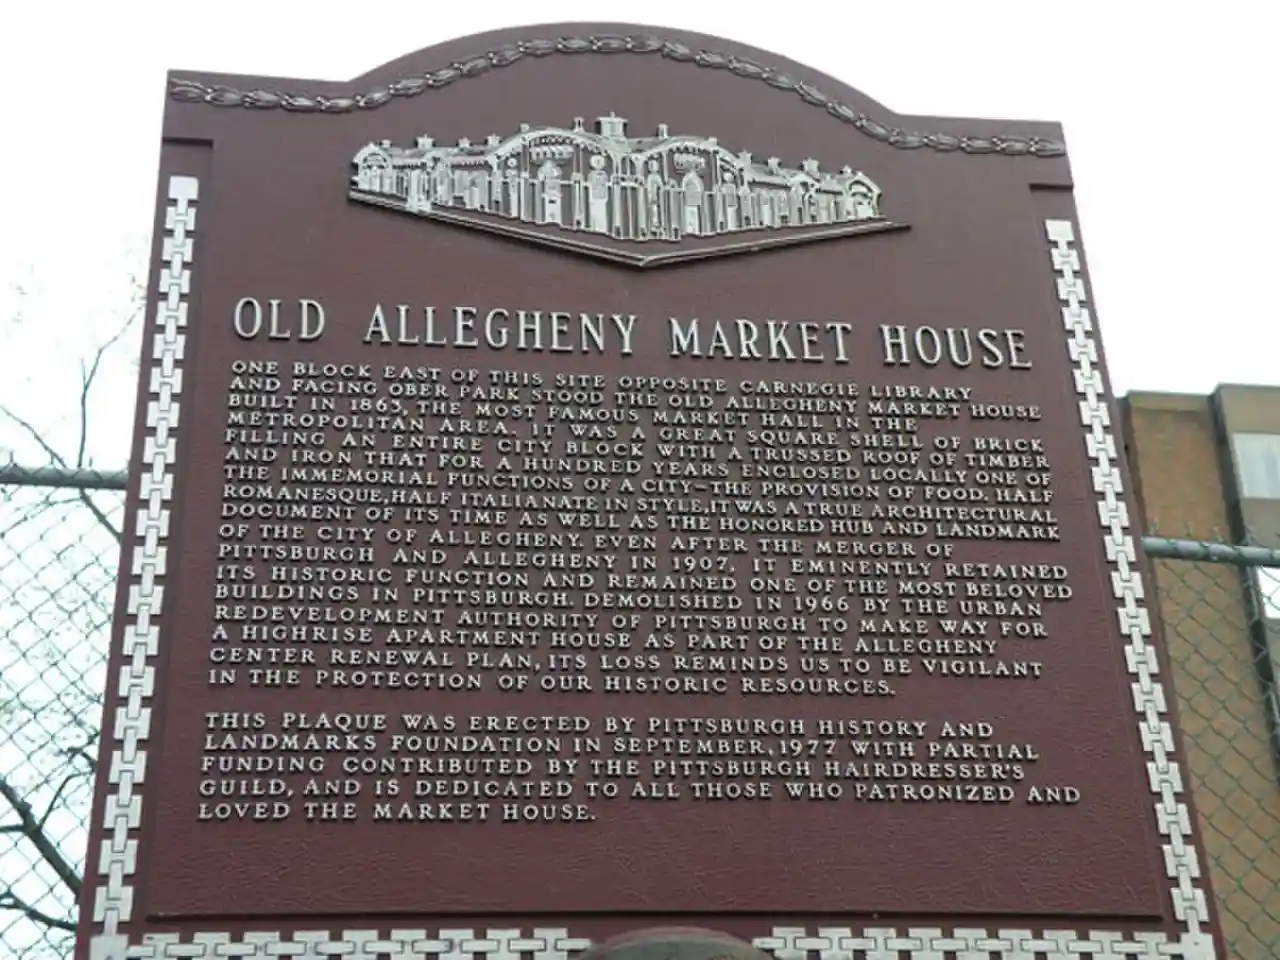 OLD ALLEGHENY MARKET HOUSE
ONE BLOCK EAST OF THIS SITE OPPOSITE CARNEGIE LIBRARY
AND FACING OBER PARK STOOD THE OLD ALLEGHENY MARKET HOUSE
BUILT IN 1863, THE MOST FAMOUS MARKET HALL IN THE
METROPOLITAN AREA. IT WAS A GREAT SQUARE SHELL OF BRICK
FILLING AN ENTIRE CITY BLOCK WITH A TRUSSED ROOF OF TIMBER
AND IRON THAT FOR A HUNDRED YEARS ENCLOSED LOCALLY ONE OF
THE IMMEMORIAL FUNCTIONS OF A CITY—THE PROVISION OF FOOD. HALF
ROMANESQUE, HALF ITALIANATE IN STYLE, IT WAS A TRUE ARCHITECTURAL
DOCUMENT OF ITS TIME AS WELL AS THE HONORED HUB AND LANDMARK
OF THE CITY OF ALLEGHENY. EVEN AFTER THE MERGER OF
PITTSBURGH AND ALLEGHENY IN 1907, IT EMINENTLY RETAINED
ITS HISTORIC FUNCTION AND REMAINED ONE OF THE MOST BELOVED
BUILDINGS IN PITTSBURGH. DEMOLISHED IN 1966 BY THE URBAN
REDEVELOPMENT AUTHORITY OF PITTSBURGH TO MAKE WAY FOR
A HIGHRISE APARTMENT HOUSE AS PART OF THE ALLEGHENY
CENTER RENEWAL PLAN, ITS LOSS REMINDS US TO BE VIGILANT
IN THE PROTECTION OF OUR HISTORIC RESOURCES.
THIS PLAQUE WAS ERECTED BY PITTSBURGH HISTORY AND
LANDMARKS FOUNDATION IN SEPTEMBER, 1977 WITH PARTIAL
FUNDING CONTRIBUTED BY THE PITTSBURGH HAIRDRESSER'S
GUILD, AND IS DEDICATED TO ALL THOSE WHO PATRONIZED AND
LOVED THE MARKET HOUSE.